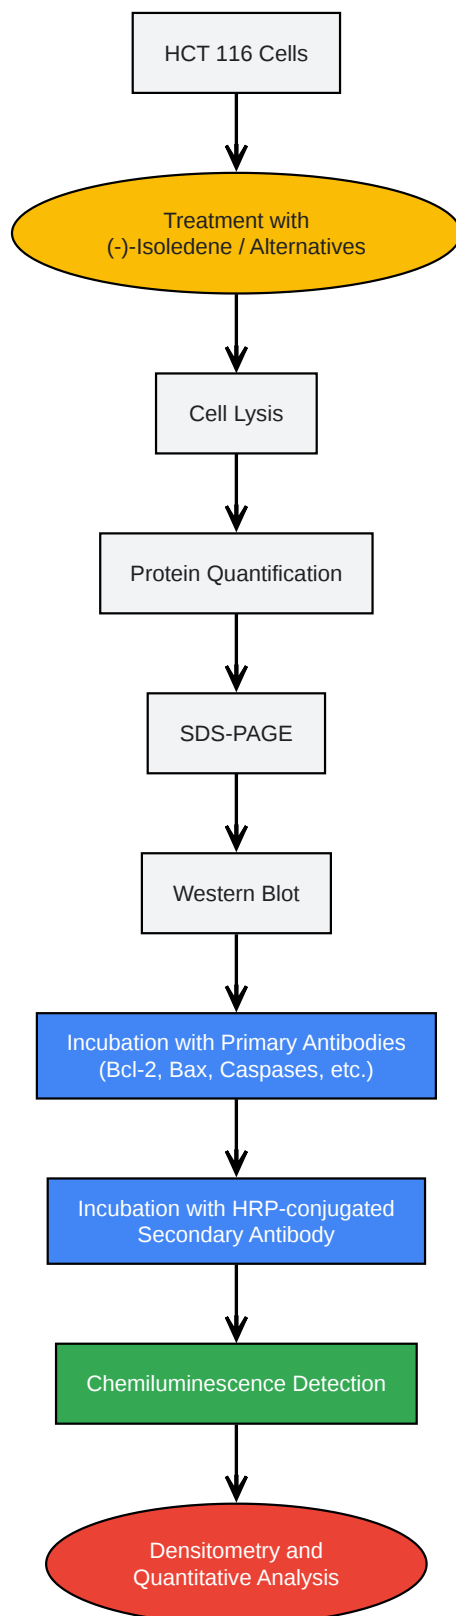 HCT 116 Cells
Treatment with
(-)-Isoledene / Alternatives
Cell Lysis
Protein Quantification
SDS-PAGE
Western Blot
Incubation with Primary Antibodies
(Bcl-2, Bax, Caspases, etc.)
Incubation with HRP-conjugated
Secondary Antibody
Chemiluminescence Detection
Densitometry and
Quantitative Analysis